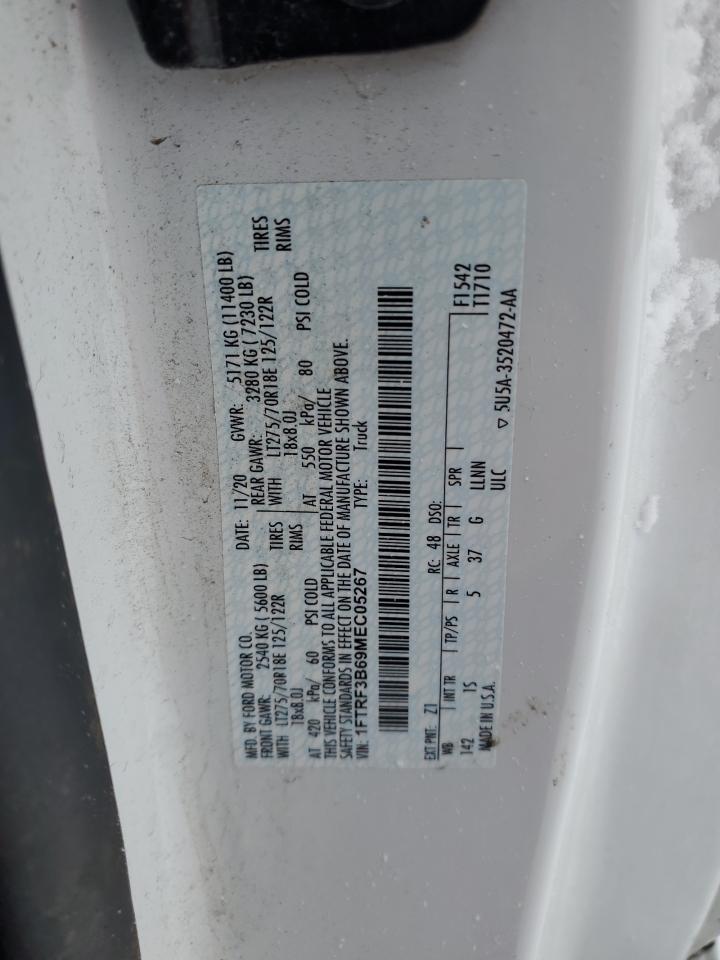 MFD. BY FORD MOTOR CO.
DATE: 11/20 GVWR: 5171 KG (11400 LB)
FRONT GAWR: 2540 KG ( 5600 LB) REAR GAWR: 3280 KG ( 7230 LB)
WITH LT275/70R18E 125/122R TIRES WITH LT275/70R18E 125/122R TIRES
18x8.0J RIMS 18x8.0J RIMS
AT 420 kPa/ 60 PSI COLD AT 550 kPa/ 80 PSI COLD
THIS VEHICLE CONFORMS TO ALL APPLICABLE FEDERAL MOTOR VEHICLE
SAFETY STANDARDS IN EFFECT ON THE DATE OF MANUFACTURE SHOWN ABOVE.
VIN: 1FTRF3B69MEC05267 TYPE: Truck
EXT PNT: Z1 RC: 48 DSO:
WB INT TR TP/PS R AXLE TR SPR F1542
142 1S 5 37 G LLNN T1710
MADE IN U.S.A. ULC
▽ 5U5A-3520472-AA